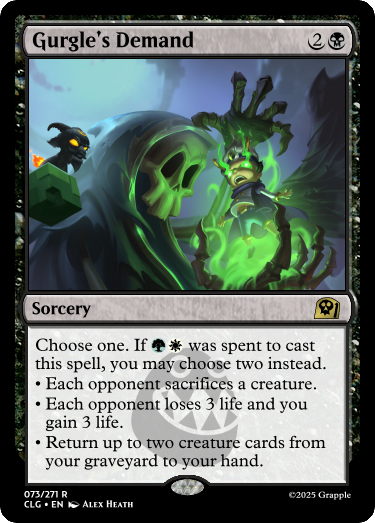 Gurgle's Demand 2
Sorcery
Choose one. If was spent to cast
this spell, you may choose two instead.
• Each opponent sacrifices a creature.
• Each opponent loses 3 life and you
gain 3 life.
• Return up to two creature cards from
your graveyard to your hand.
073/271 R
CLG • EN Alex Heath
©2025 Grapple